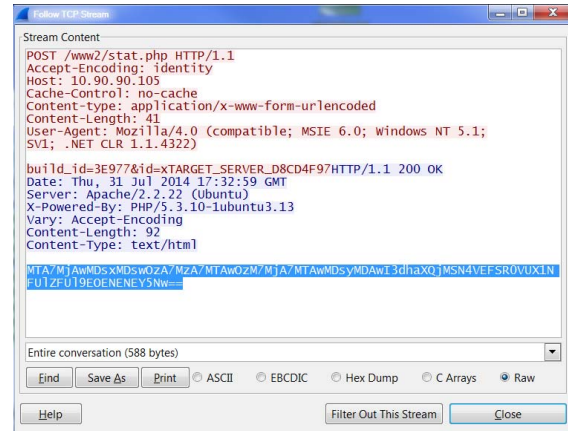 Follow TCP Stream
Stream Content
POST /www2/stat.php HTTP/1.1
Accept-Encoding: identity
Host: 10.90.90.105
Cache-Control: no-cache
Content-type: application/x-www-form-urlencoded
Content-Length: 41
User-Agent: Mozilla/4.0 (compatible; MSIE 6.0; Windows NT 5.1;
SV1; .NET CLR 1.1.4322)
build_id=3E977&id=xTARGET_SERVER_D8CD4F97HTTP/1.1 200 OK
Date: Thu, 31 Jul 2014 17:32:59 GMT
Server: Apache/2.2.22 (Ubuntu)
X-Powered-By: PHP/5.3.10-1ubuntu3.13
Vary: Accept-Encoding
Content-Length: 92
Content-Type: text/html
MTA7MjAwMDsxMDswOzA7MzA7MTAwOzM7MjA7MTAwMDsyMDAwI3dhaXQjMSN4VEFSR0VUX1N
FUlZFUl9EOENENEY5Nw==
Entire conversation (588 bytes)
Find Save As Print ASCII EBCDIC Hex Dump C Arrays Raw
Help Filter Out This Stream Close